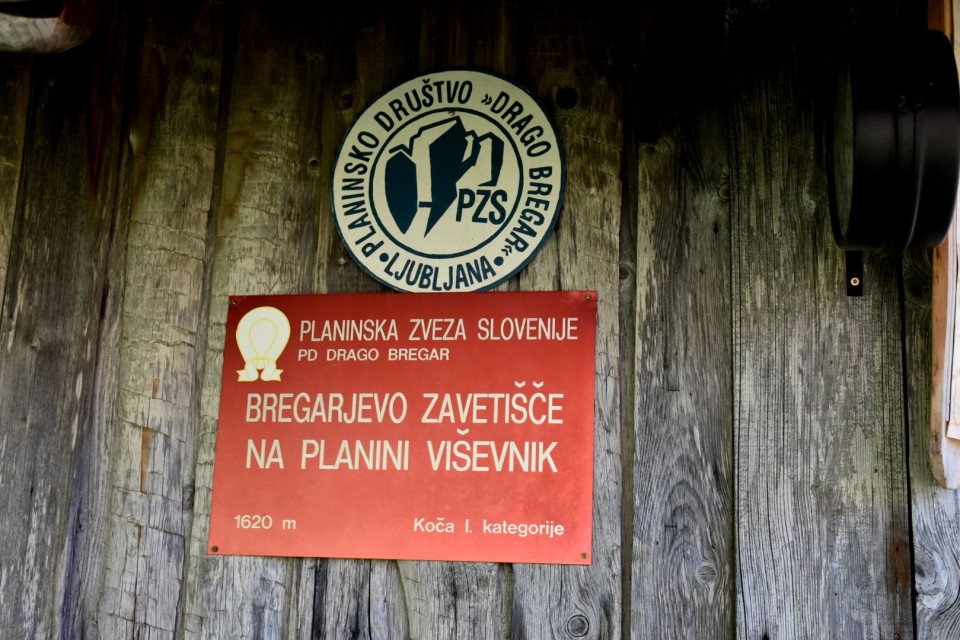 PLANINSKO DRUŠTVO »DRAGO BREGAR«
• LJUBLJANA •
PZS
PLANINSKA ZVEZA SLOVENIJE
PD DRAGO BREGAR
BREGARJEVO ZAVETIŠČE
NA PLANINI VIŠEVNIK
1620 m Koča I. kategorije